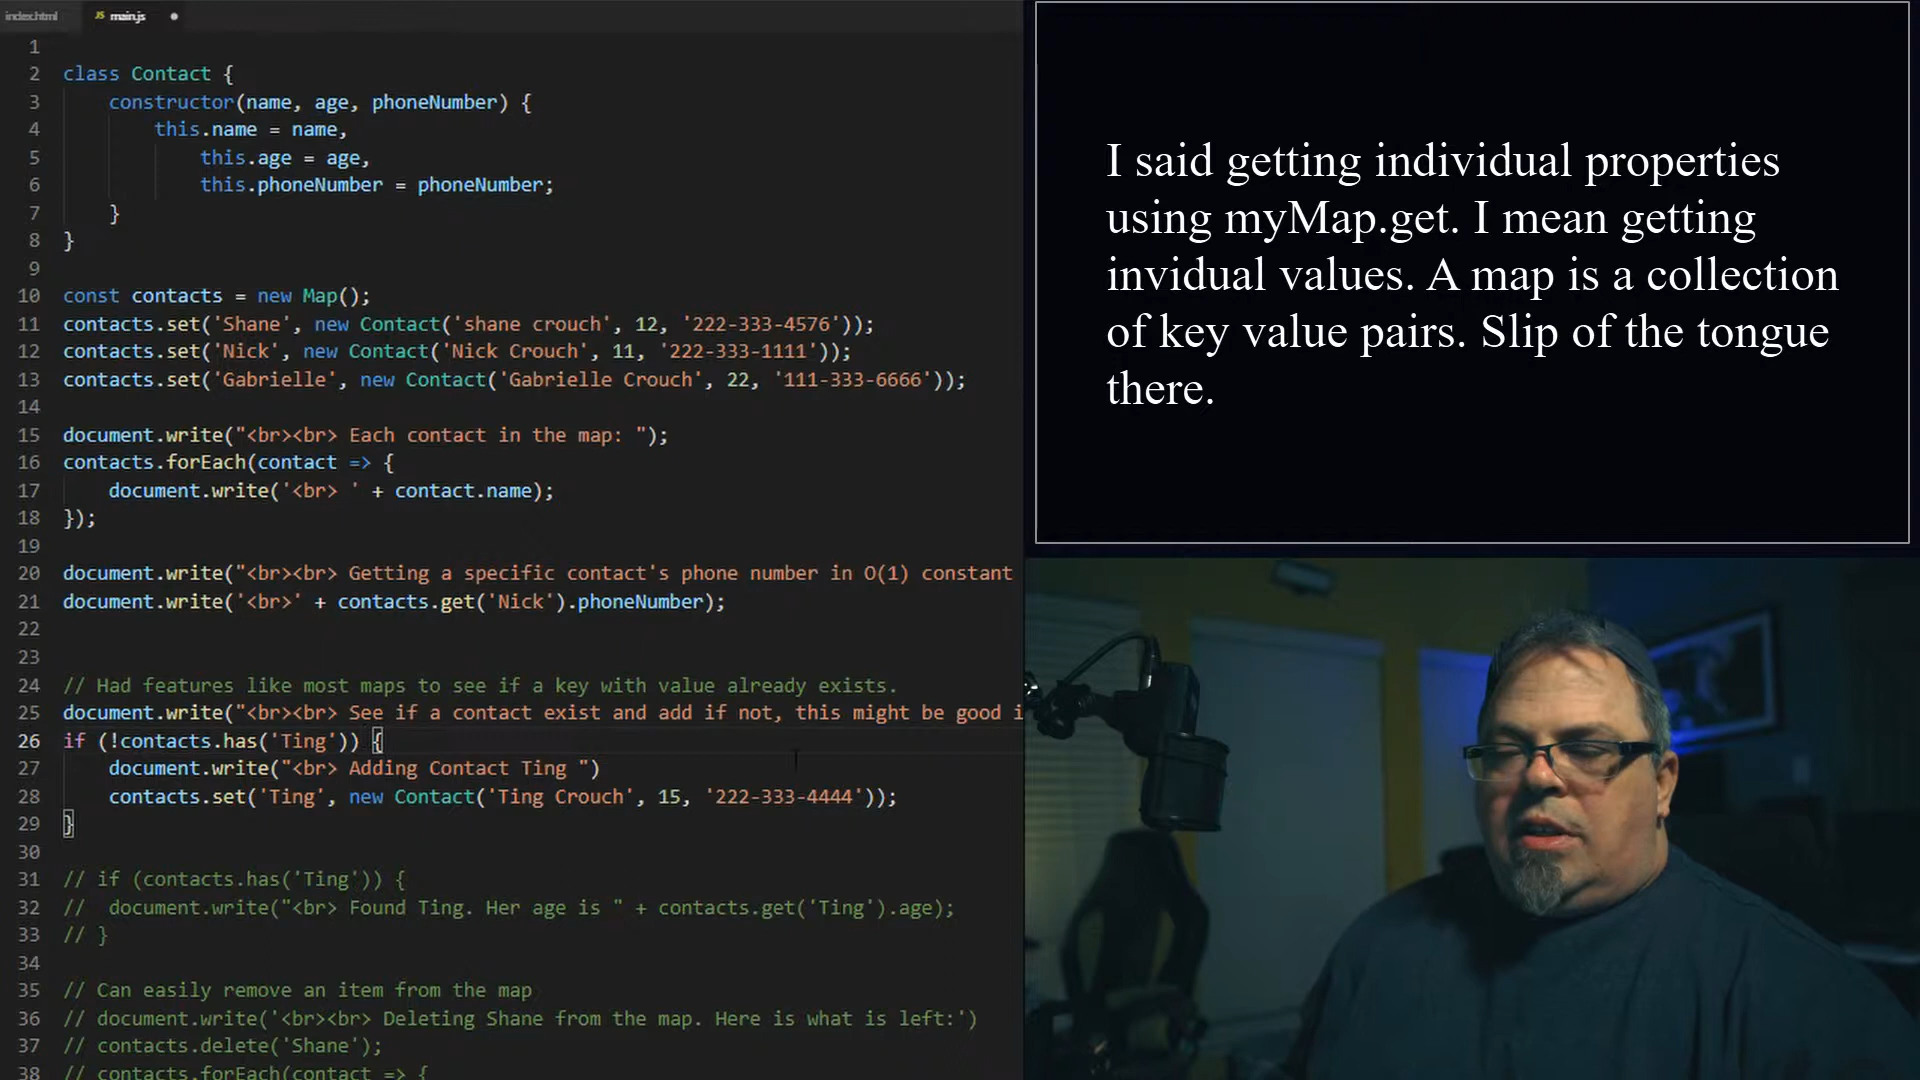 index.html
JS main.js
1
2 class Contact {
3 constructor(name, age, phoneNumber) {
4 this.name = name,
5 this.age = age,
6 this.phoneNumber = phoneNumber;
7 }
8 }
9
10 const contacts = new Map();
11 contacts.set('Shane', new Contact('shane crouch', 12, '222-333-4576'));
12 contacts.set('Nick', new Contact('Nick Crouch', 11, '222-333-1111'));
13 contacts.set('Gabrielle', new Contact('Gabrielle Crouch', 22, '111-333-6666'));
14
15 document.write("<br><br> Each contact in the map: ");
16 contacts.forEach(contact => {
17 document.write('<br> ' + contact.name);
18 });
19
20 document.write("<br><br> Getting a specific contact's phone number in O(1) constant
21 document.write('<br>' + contacts.get('Nick').phoneNumber);
22
23
24 // Had features like most maps to see if a key with value already exists.
25 document.write("<br><br> See if a contact exist and add if not, this might be good i
26 if (!contacts.has('Ting')) {
27 document.write("<br> Adding Contact Ting ")
28 contacts.set('Ting', new Contact('Ting Crouch', 15, '222-333-4444'));
29 }
30
31 // if (contacts.has('Ting')) {
32 // document.write("<br> Found Ting. Her age is " + contacts.get('Ting').age);
33 // }
34
35 // Can easily remove an item from the map
36 // document.write('<br><br> Deleting Shane from the map. Here is what is left:')
37 // contacts.delete('Shane');
38 // contacts.forEach(contact => {
I said getting individual properties
using myMap.get. I mean getting
invidual values. A map is a collection
of key value pairs. Slip of the tongue
there.